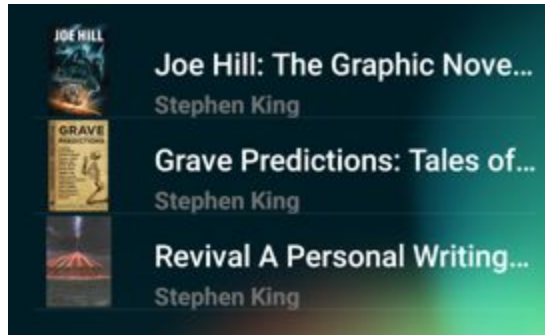 JOE HILL
Joe Hill: The Graphic Nove...
Stephen King
GRAVE
PREDICTIONS
Grave Predictions: Tales of...
Stephen King
Revival A Personal Writing...
Stephen King